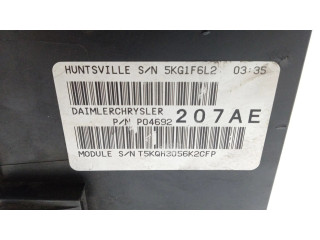 HUNTSVILLE S/N 5KG1F6L2 03:35
DAIMLERCHRYSLER
P/N P04692 207AE
MODULE S/N T5KQH3056K2CFP